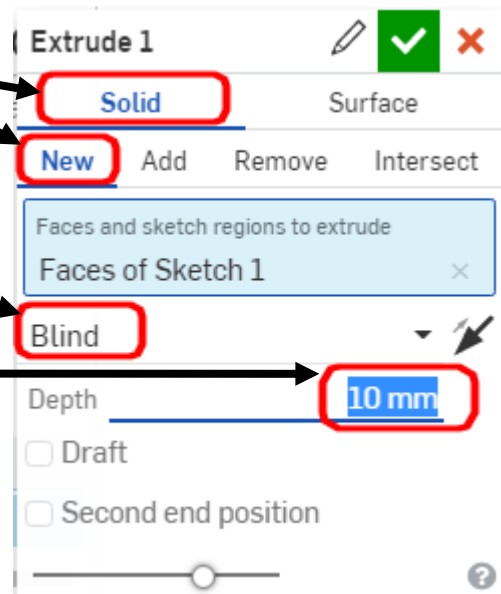 Extrude 1
Solid Surface
New Add Remove Intersect
Faces and sketch regions to extrude
Faces of Sketch 1
Blind
Depth 10 mm
Draft
Second end position